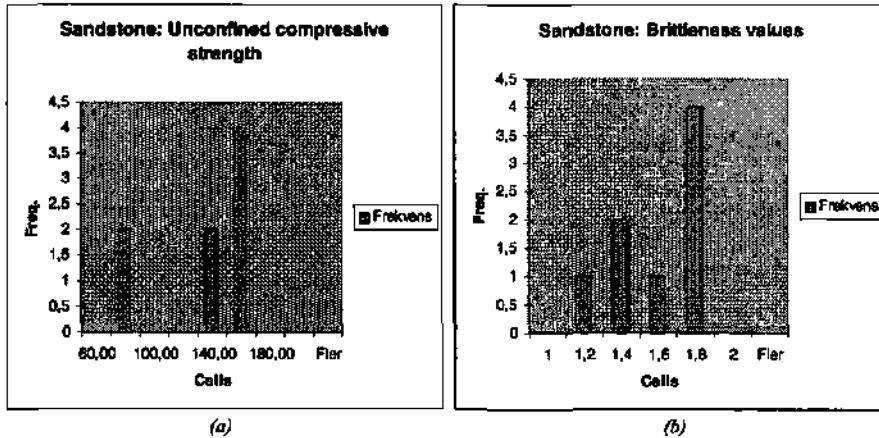 Sandstone: Unconfined compressive
strength
4,5
4
3,5
3
2,5
2
1,5
1
0,5
0
Freq.
60,00 100,00 140,00 180,00 Fler
Cells
Frekvens
(a)
Sandstone: Brittleness values
4,5
4
3,5
3
2,5
2
1,5
1
0,5
0
Freq.
1 1,2 1,4 1,6 1,8 2 Fler
Cells
Frekvens
(b)